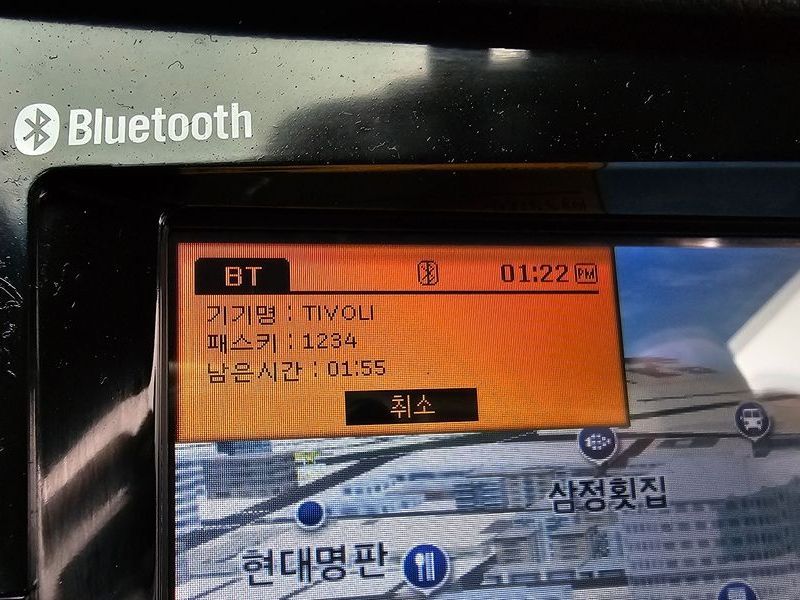 Bluetooth
BT 01:22 PM
기기명 : TIVOLI
패스키 : 1234
남은시간 : 01:55
취소
삼정횟집
현대명판